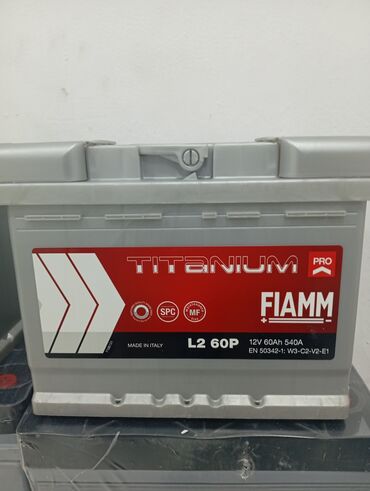 TITANIUM
PRO
FIAMM
SPC
MF
MADE IN ITALY
L2 60P
12V 60Ah 540A
EN 50342-1: W3-C2-V2-E1